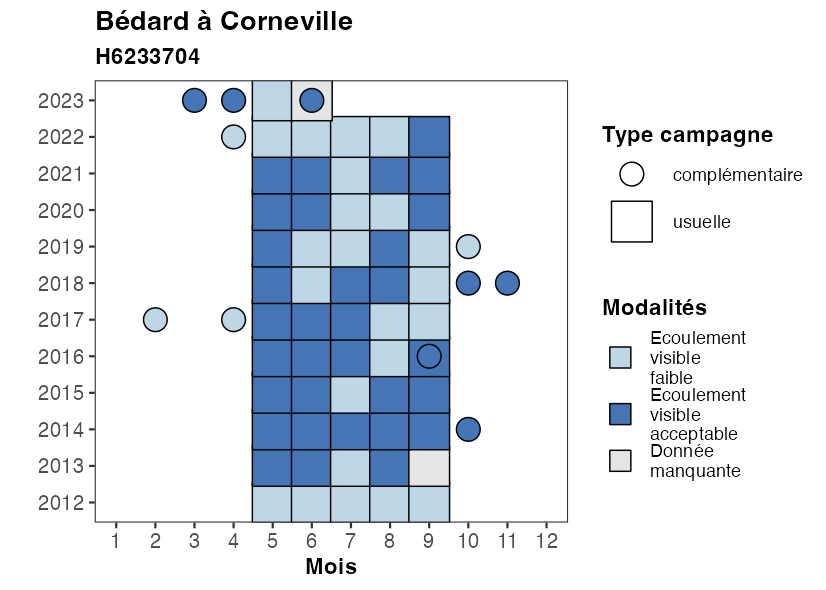 Bédard à Corneville
H6233704
2023
2022
2021
2020
2019
2018
2017
2016
2015
2014
2013
2012
1 2 3 4 5 6 7 8 9 10 11 12
Mois
Type campagne
complémentaire
usuelle
Modalités
Ecoulement
visible
faible
Ecoulement
visible
acceptable
Donnée
manquante